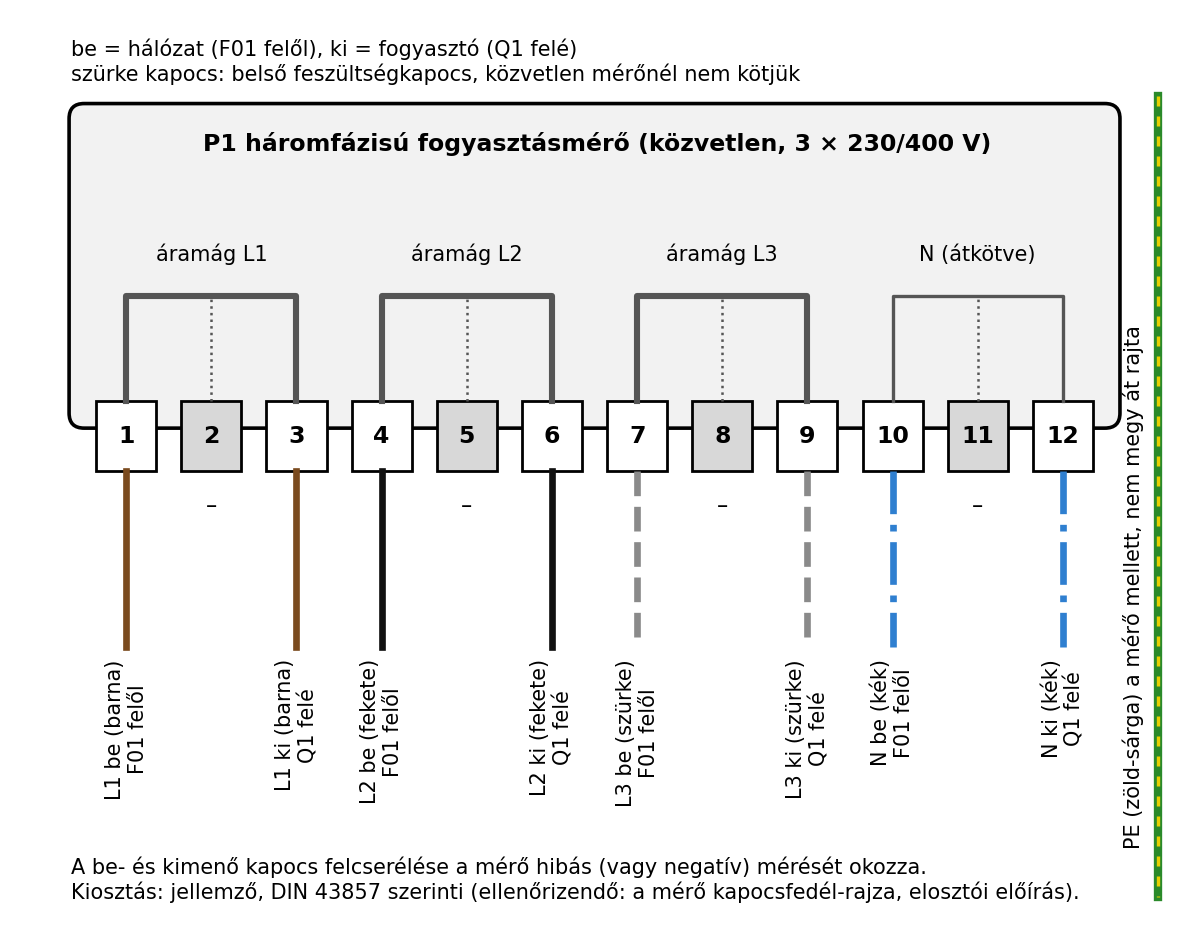 be = hálózat (F01 felől), ki = fogyasztó (Q1 felé)
szürke kapocs: belső feszültségkapocs, közvetlen mérőnél nem kötjük
P1 háromfázisú fogyasztásmérő (közvetlen, 3 × 230/400 V)
áramág L1
áramág L2
áramág L3
N (átkötve)
1
2
3
4
5
6
7
8
9
10
11
12
–
–
–
–
L1 be (barna)
F01 felől
L1 ki (barna)
Q1 felé
L2 be (fekete)
F01 felől
L2 ki (fekete)
Q1 felé
L3 be (szürke)
F01 felől
L3 ki (szürke)
Q1 felé
N be (kék)
F01 felől
N ki (kék)
Q1 felé
PE (zöld-sárga) a mérő mellett, nem megy át rajta
A be- és kimenő kapocs felcserélése a mérő hibás (vagy negatív) mérését okozza.
Kiosztás: jellemző, DIN 43857 szerinti (ellenőrizendő: a mérő kapocsfedél-rajza, elosztói előírás).